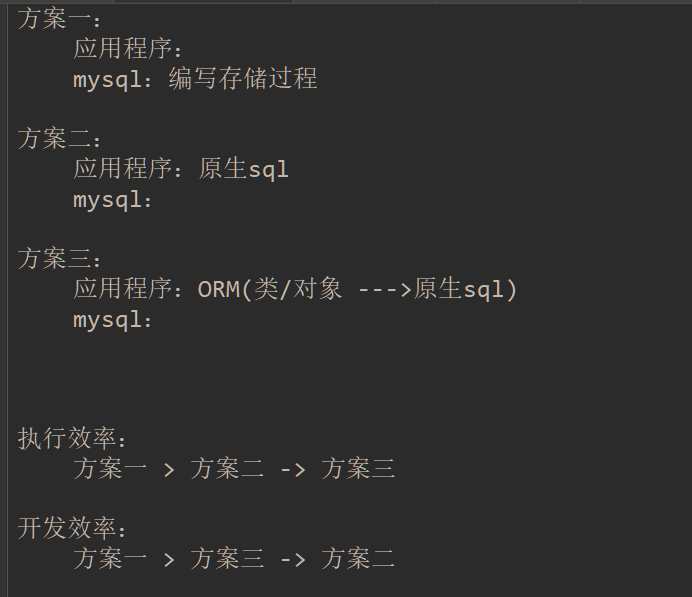 方案一：
应用程序：
mysql：编写存储过程
方案二：
应用程序：原生sql
mysql：
方案三：
应用程序：ORM(类/对象 --->原生sql)
mysql：
执行效率：
方案一 > 方案二 -> 方案三
开发效率：
方案一 > 方案三 -> 方案二